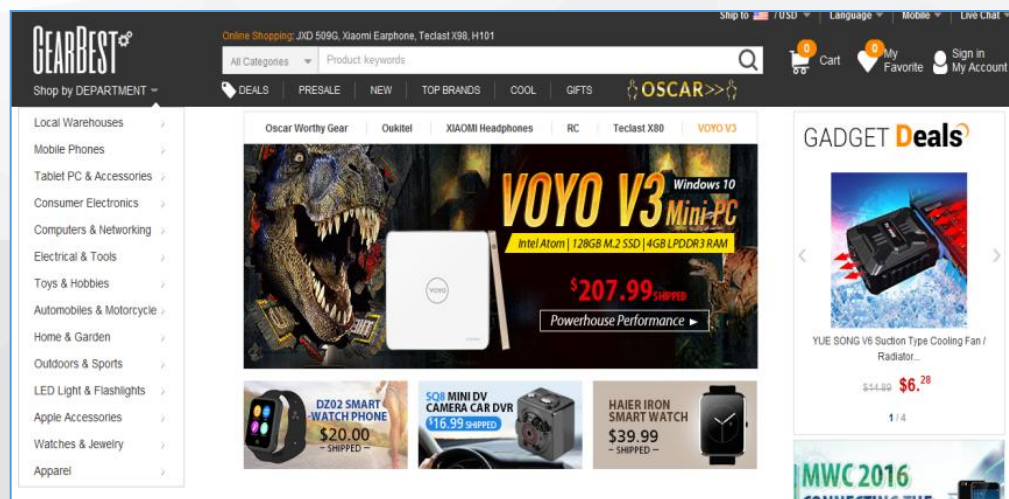 Ship to / USD Language Mobile Live Chat
GEARBEST
Online Shopping: JXD 509G, Xiaomi Earphone, Teclast X98, H101
All Categories Product keywords
0 Cart
0 My Favorite
Sign in
My Account
Shop by DEPARTMENT
DEALS PRESALE NEW TOP BRANDS COOL GIFTS OSCAR>>
Local Warehouses
Mobile Phones
Tablet PC & Accessories
Consumer Electronics
Computers & Networking
Electrical & Tools
Toys & Hobbies
Automobiles & Motorcycle
Home & Garden
Outdoors & Sports
LED Light & Flashlights
Apple Accessories
Watches & Jewelry
Apparel
Oscar Worthy Gear Oukitel XIAOMI Headphones RC Teclast X80 VOYO V3
VOYO V3 Windows 10
Mini PC
Intel Atom | 128GB M.2 SSD | 4GB LPDDR3 RAM
VOYO
$207.99 SHIPPED
Powerhouse Performance
DZ02 SMART
WATCH PHONE
$20.00
– SHIPPED –
SQ8 MINI DV
CAMERA CAR DVR
$16.99 SHIPPED
HAIER IRON
SMART WATCH
$39.99
– SHIPPED –
GADGET Deals
YUE SONG V6 Suction Type Cooling Fan /
Radiator...
$14.89 $6.28
1 / 4
MWC 2016
CONNECTING THE